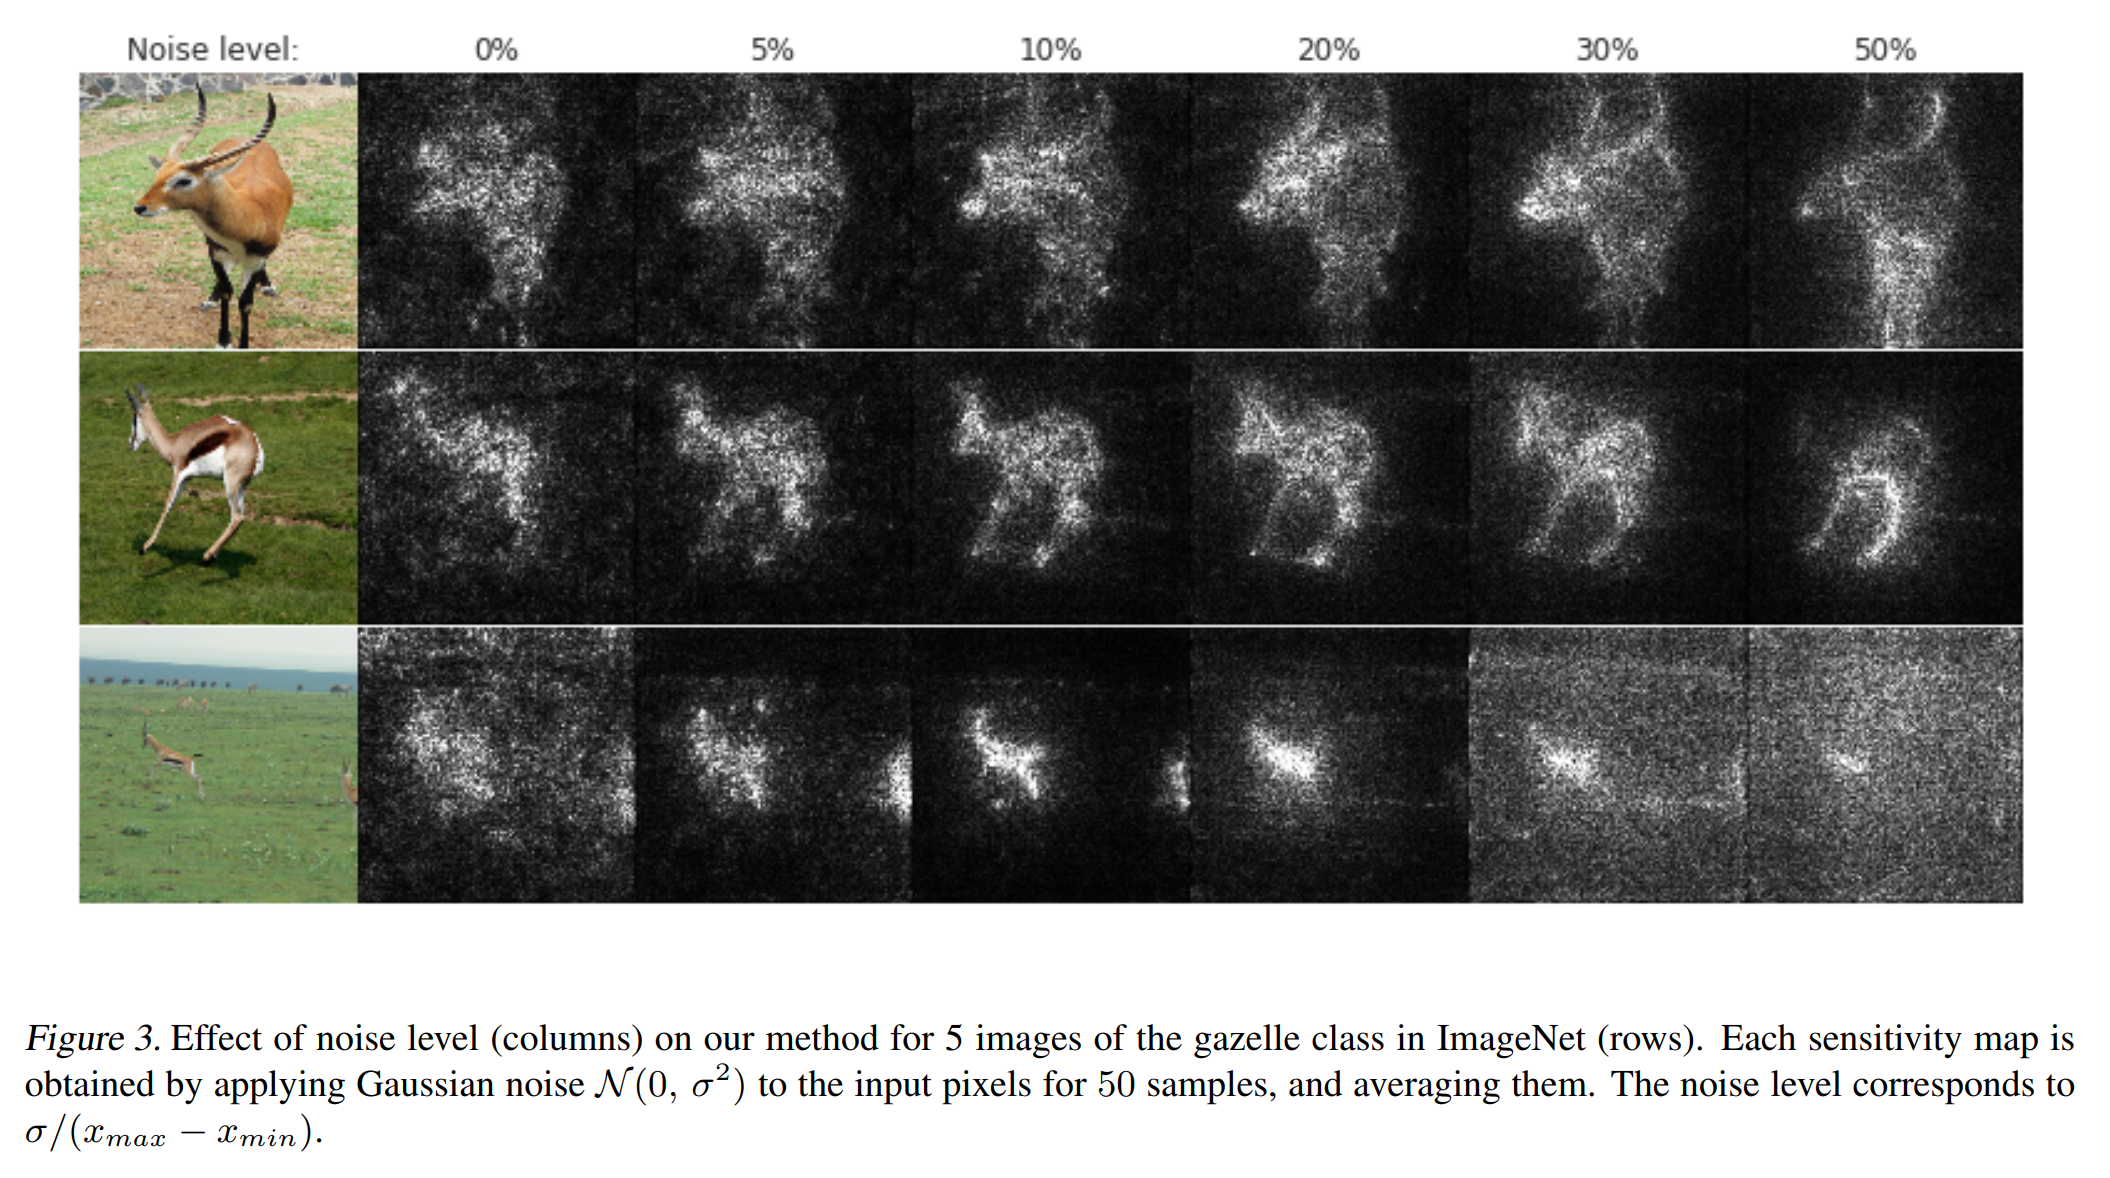 Noise level: 0% 5% 10% 20% 30% 50%
Figure 3. Effect of noise level (columns) on our method for 5 images of the gazelle class in ImageNet (rows). Each sensitivity map is
obtained by applying Gaussian noise 𝒩(0, σ²) to the input pixels for 50 samples, and averaging them. The noise level corresponds to
σ/(x_max − x_min).